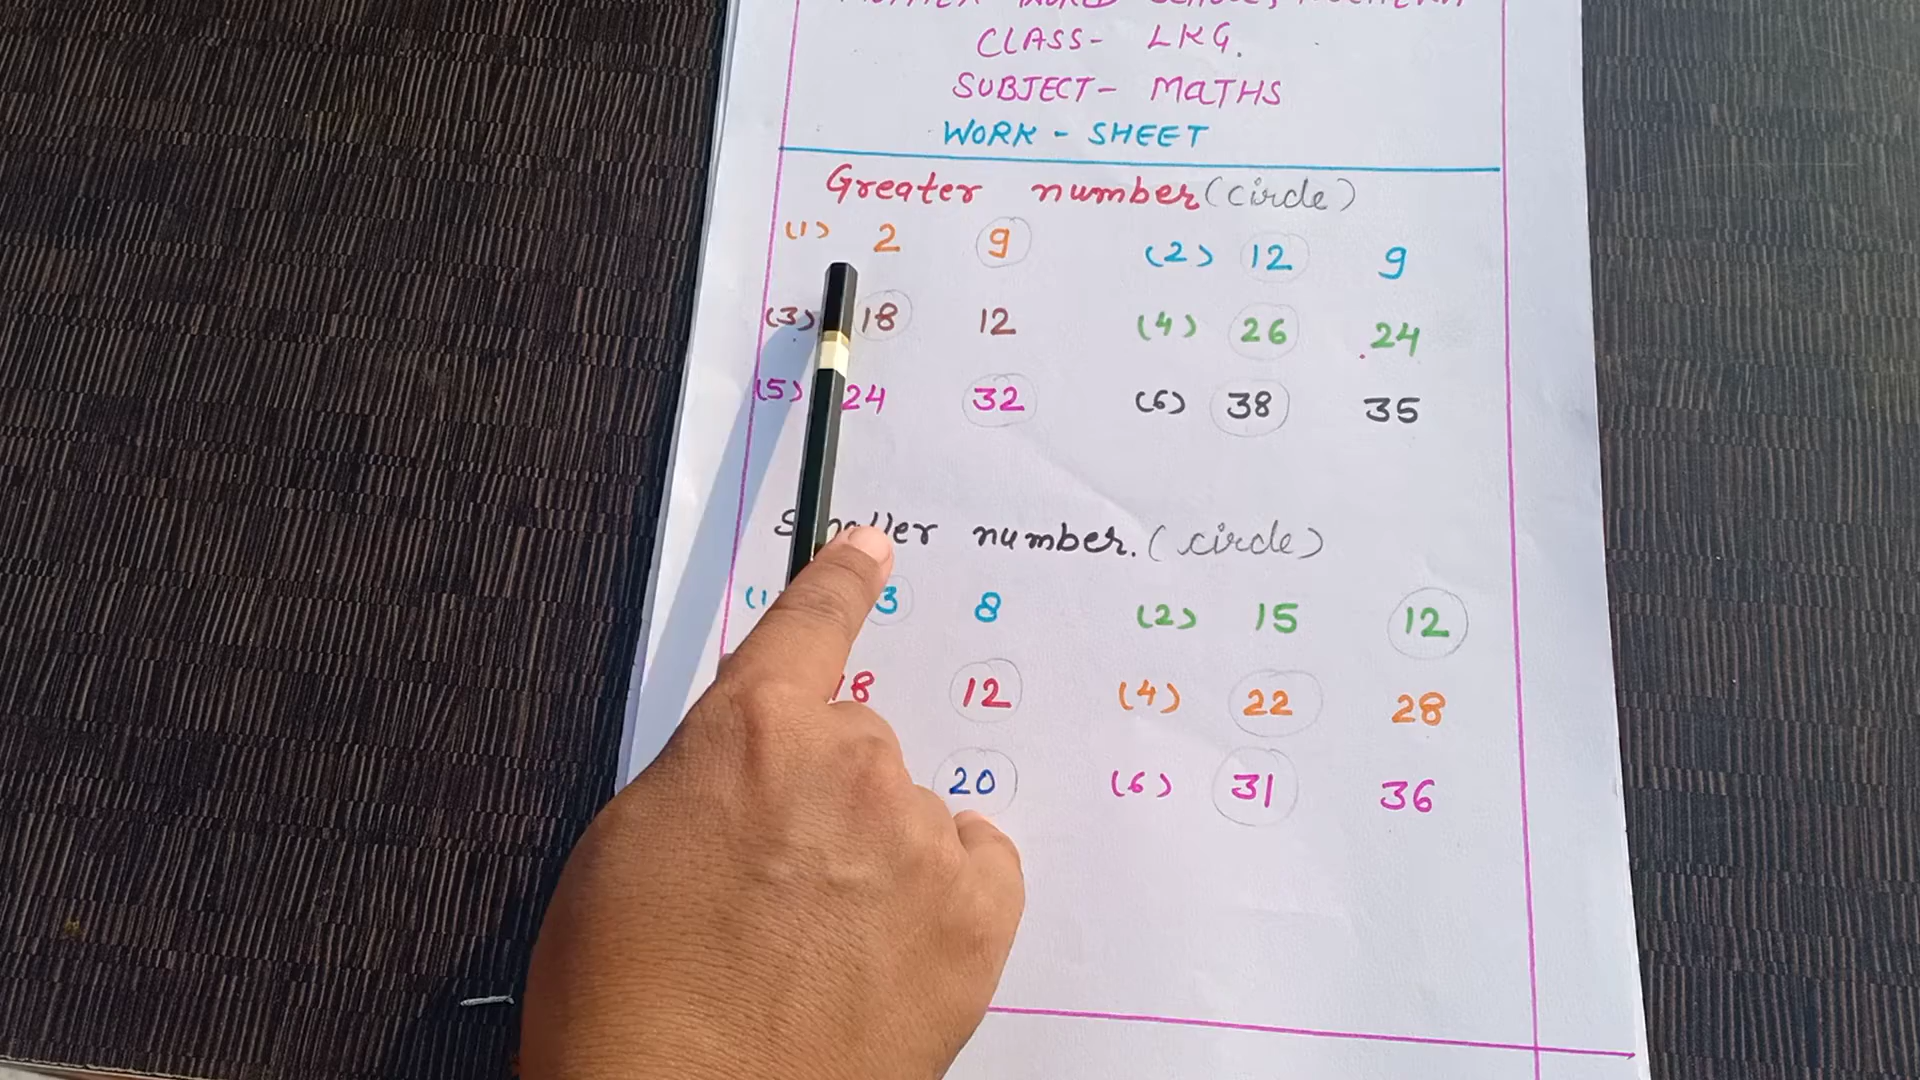 CLASS- LKG.
SUBJECT- MATHS
WORK - SHEET
Greater number (circle)
(1) 2 9 (2) 12 9
(3) 18 12 (4) 26 24
(5) 24 32 (6) 38 35
Smaller number. (circle)
(1) 3 8 (2) 15 12
18 12 (4) 22 28
20 (6) 31 36